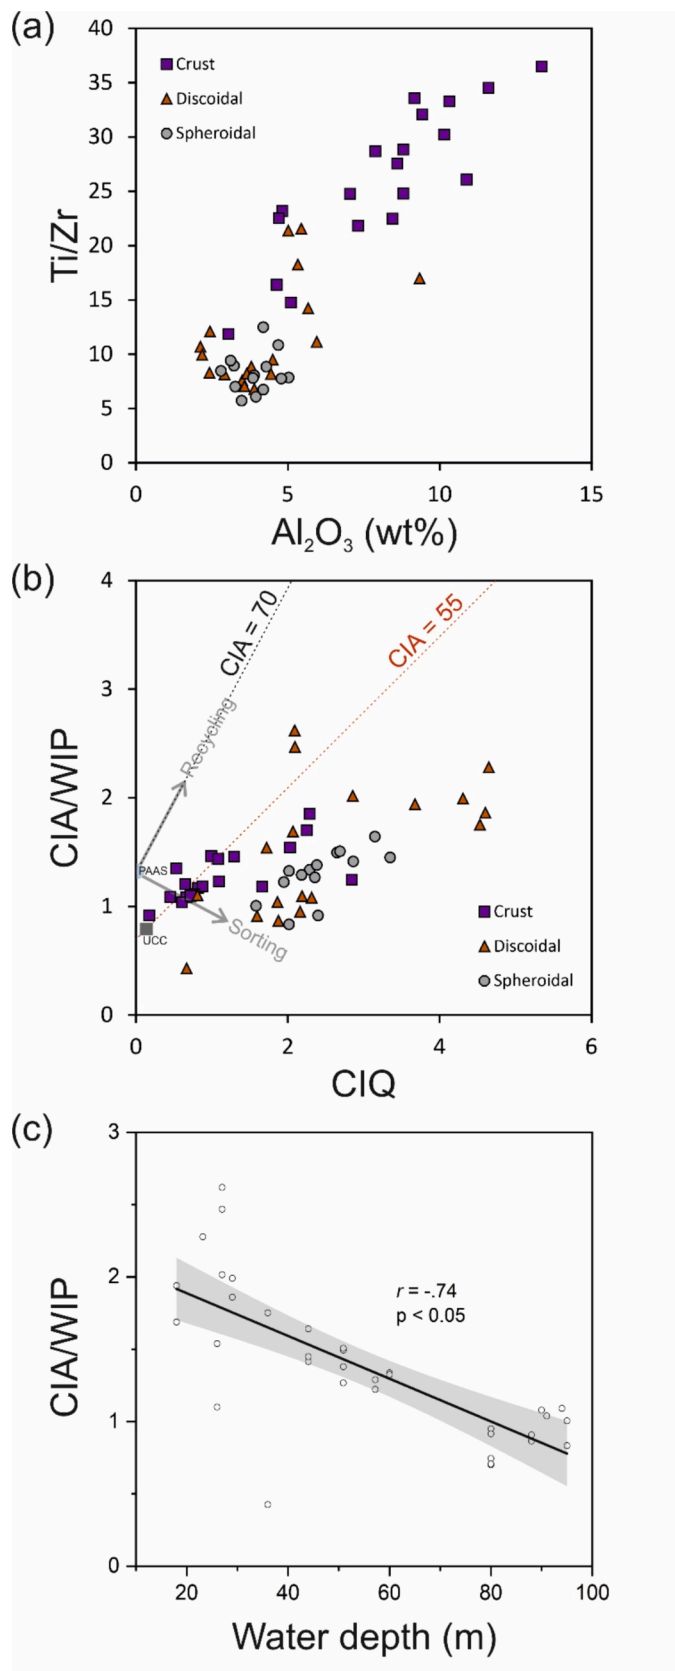 (a)
40
35
30
25
20
15
10
5
0
Ti/Zr
Crust
Discoidal
Spheroidal
0 5 10 15
Al₂O₃ (wt%)
(b)
4
3
2
1
0
CIA/WIP
CIA = 70
CIA = 55
Recycling
PAAS
Sorting
UCC
Crust
Discoidal
Spheroidal
0 2 4 6
CIQ
(c)
3
2
1
0
CIA/WIP
r = -.74
p < 0.05
20 40 60 80 100
Water depth (m)